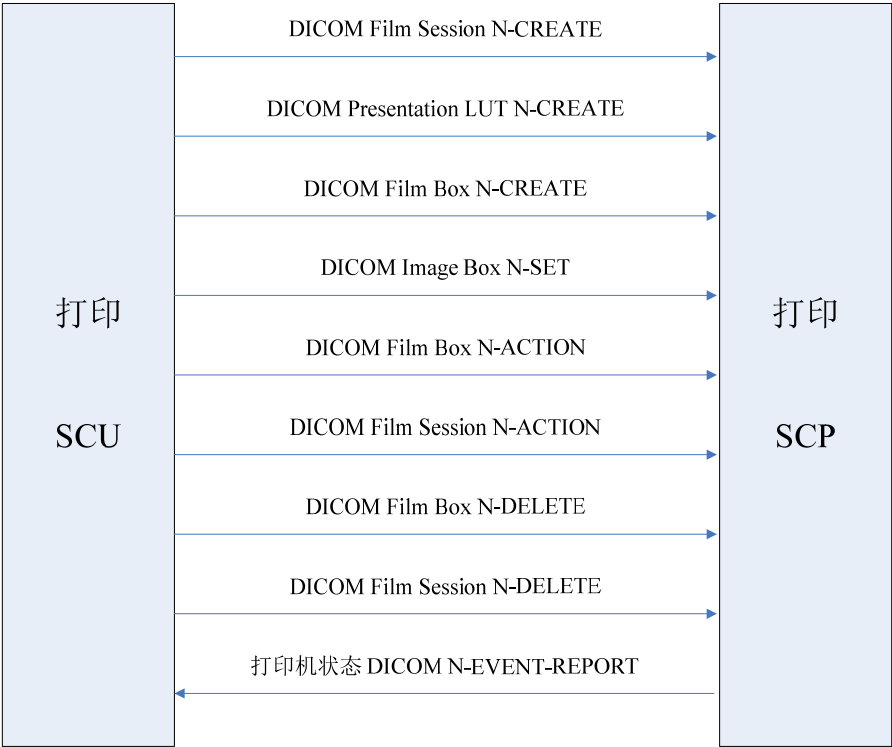 DICOM Film Session N-CREATE
DICOM Presentation LUT N-CREATE
DICOM Film Box N-CREATE
DICOM Image Box N-SET
打印
SCU
打印
SCP
DICOM Film Box N-ACTION
DICOM Film Session N-ACTION
DICOM Film Box N-DELETE
DICOM Film Session N-DELETE
打印机状态 DICOM N-EVENT-REPORT